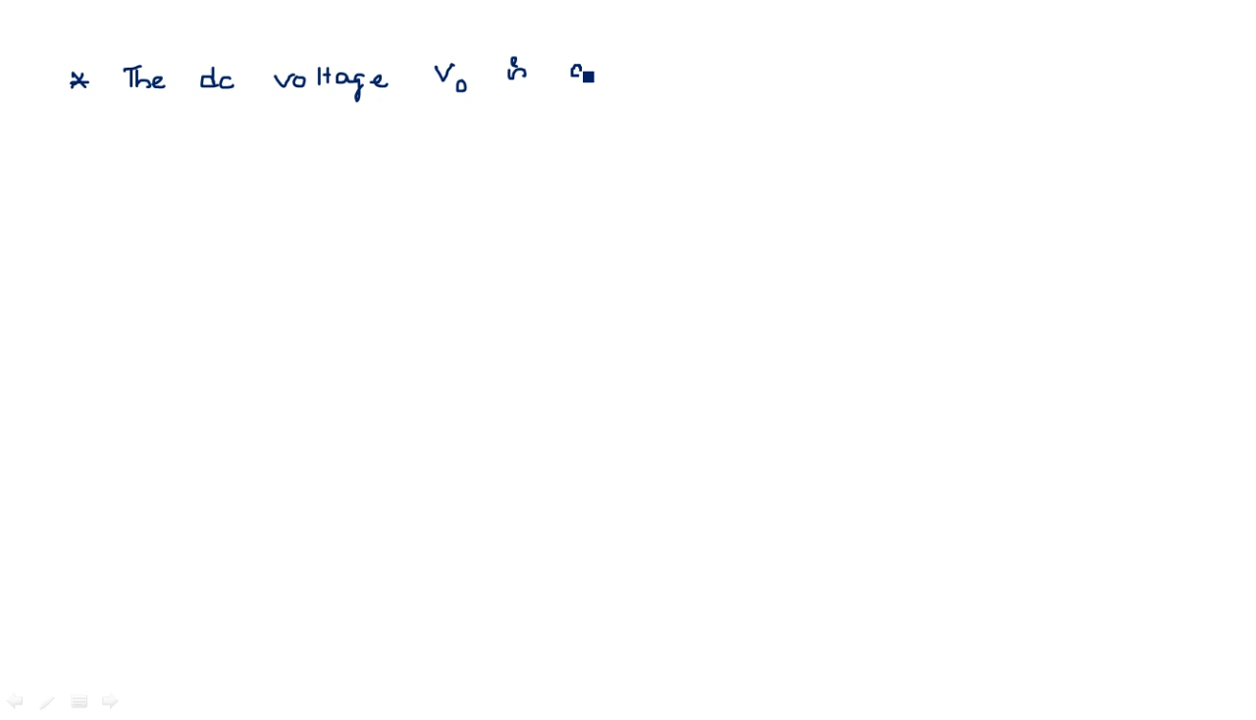 * The dc voltage V₀ is